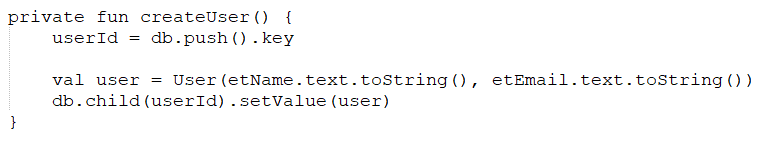 private fun createUser() {
    userId = db.push().key
    val user = User(etName.text.toString(), etEmail.text.toString())
    db.child(userId).setValue(user)
}